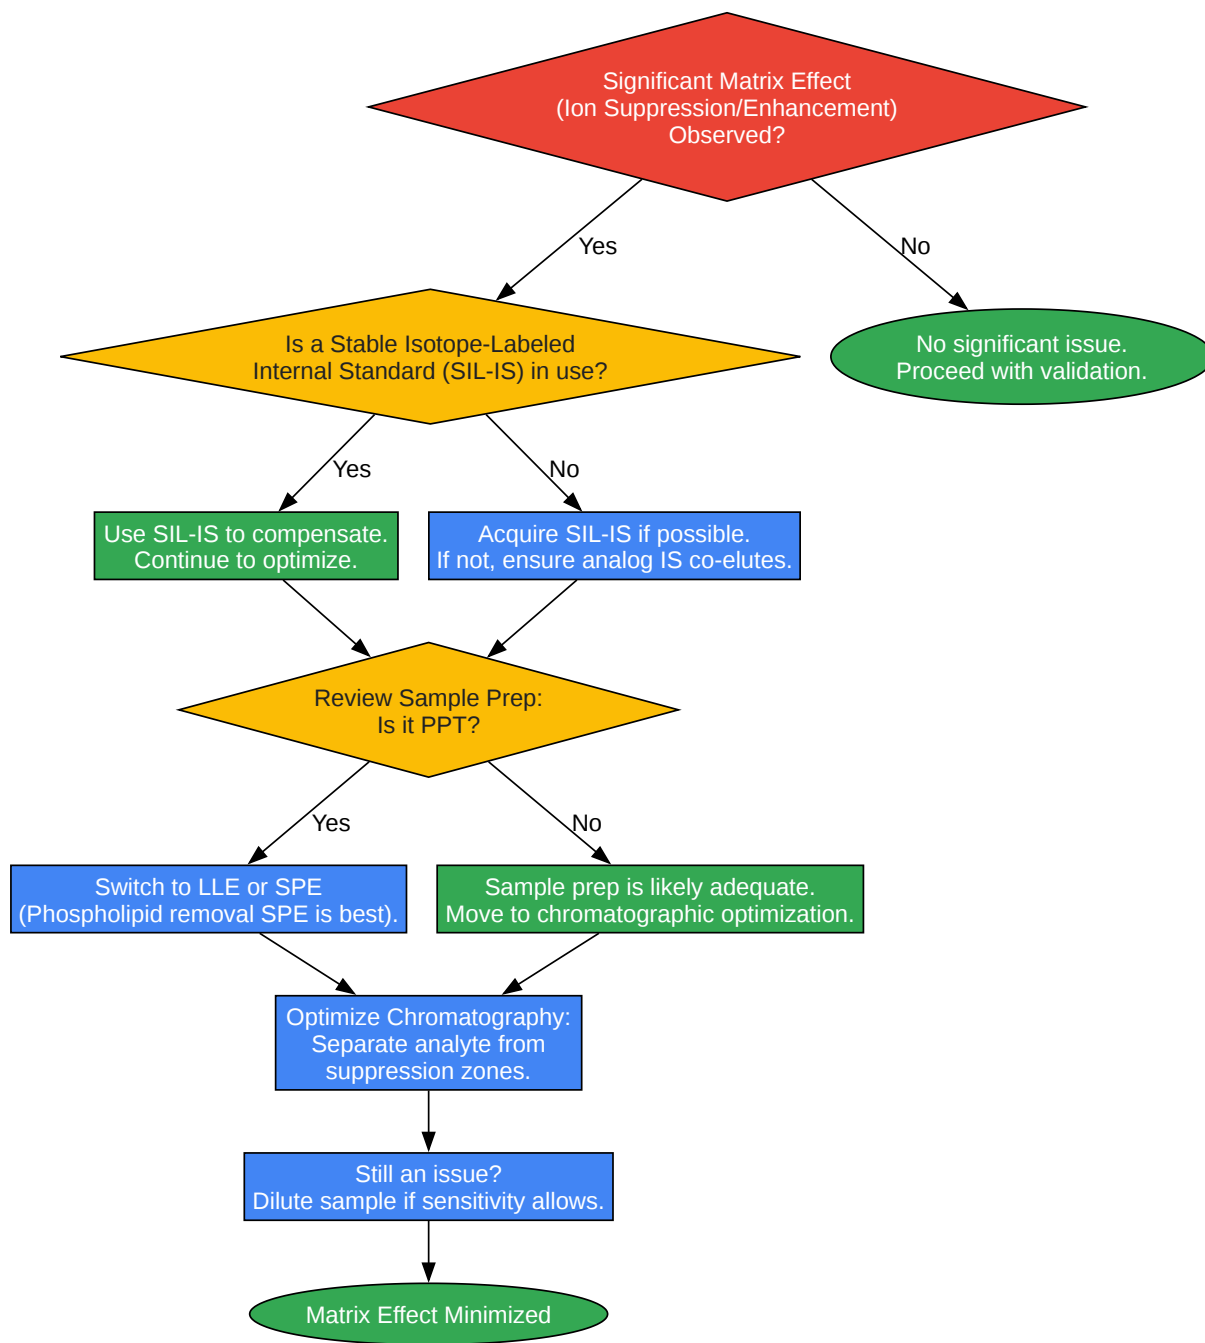 Significant Matrix Effect
(Ion Suppression/Enhancement)
Observed?
Yes
No
Is a Stable Isotope-Labeled
Internal Standard (SIL-IS) in use?
No significant issue.
Proceed with validation.
Yes
No
Use SIL-IS to compensate.
Continue to optimize.
Acquire SIL-IS if possible.
If not, ensure analog IS co-elutes.
Review Sample Prep:
Is it PPT?
Yes
No
Switch to LLE or SPE
(Phospholipid removal SPE is best).
Sample prep is likely adequate.
Move to chromatographic optimization.
Optimize Chromatography:
Separate analyte from
suppression zones.
Still an issue?
Dilute sample if sensitivity allows.
Matrix Effect Minimized